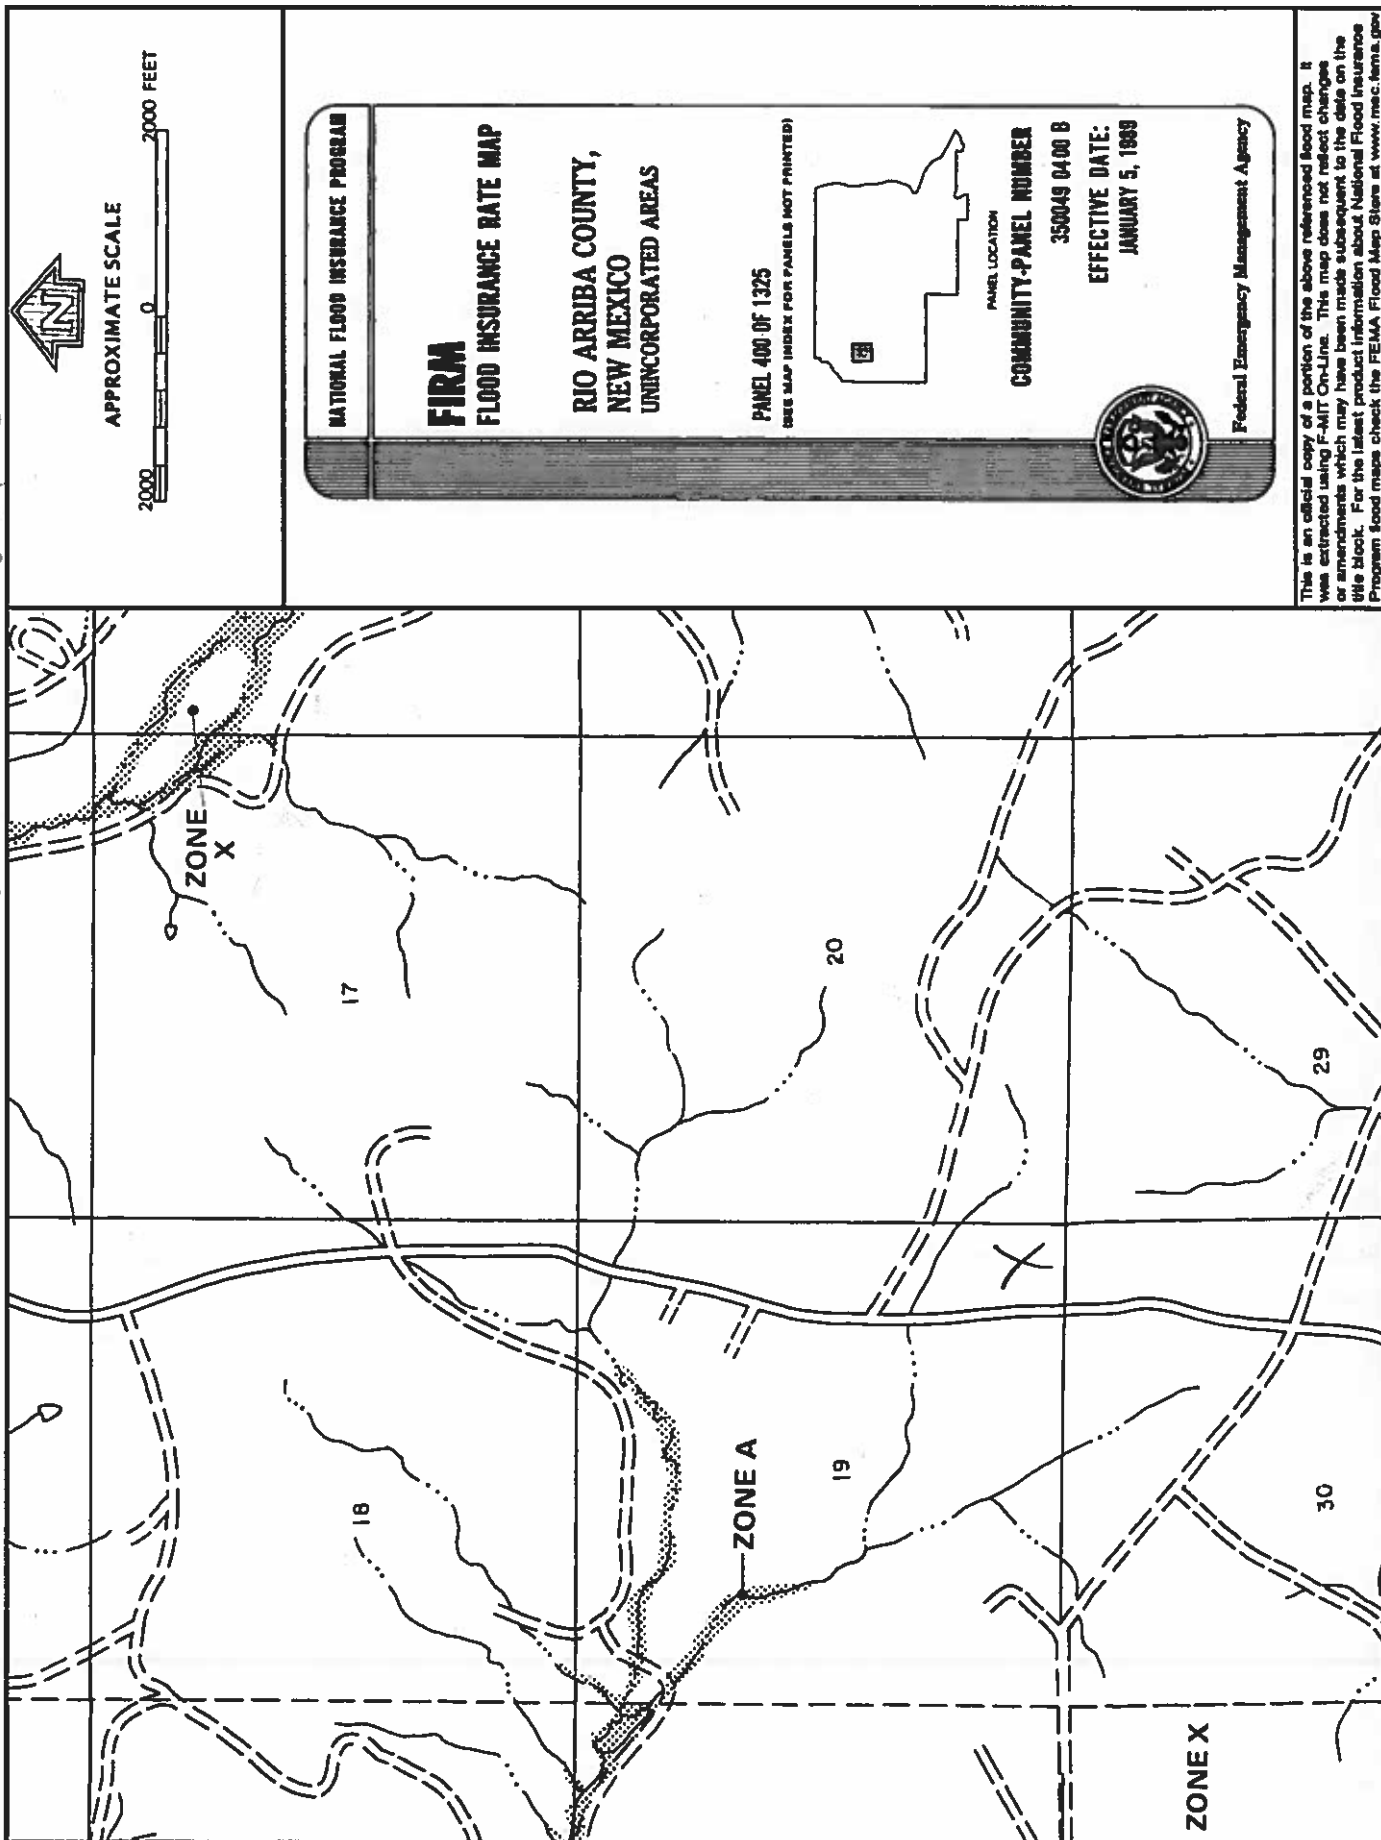 APPROXIMATE SCALE
2000 0 2000 FEET
N
NATIONAL FLOOD INSURANCE PROGRAM
FIRM
FLOOD INSURANCE RATE MAP
RIO ARRIBA COUNTY,
NEW MEXICO
UNINCORPORATED AREAS
PANEL 400 OF 1325
(SEE MAP INDEX FOR PANELS NOT PRINTED)
PANEL LOCATION
COMMUNITY-PANEL NUMBER
350049 0400 B
EFFECTIVE DATE:
JANUARY 5, 1989
Federal Emergency Management Agency
This is an official copy of a portion of the above referenced flood map. It
was extracted using F-MIT On-Line. This map does not reflect changes
or amendments which may have been made subsequent to the date on the
title block. For the latest product information about National Flood Insurance
Program flood maps check the FEMA Flood Map Store at www.msc.fema.gov
ZONE
X
17
18
20
ZONE A
19
X
29
30
ZONE X